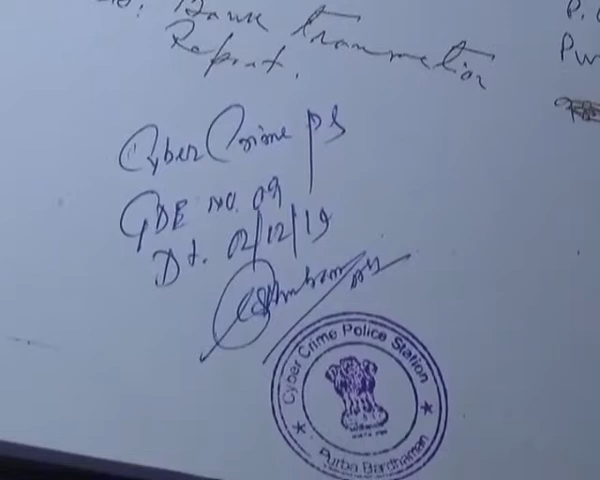 Bank transaction
Report.
P.
Cyber Crime PS
GDE NO. 09
Dt. 02/12/19
Cyber Crime Police Station
Purba Bardhaman